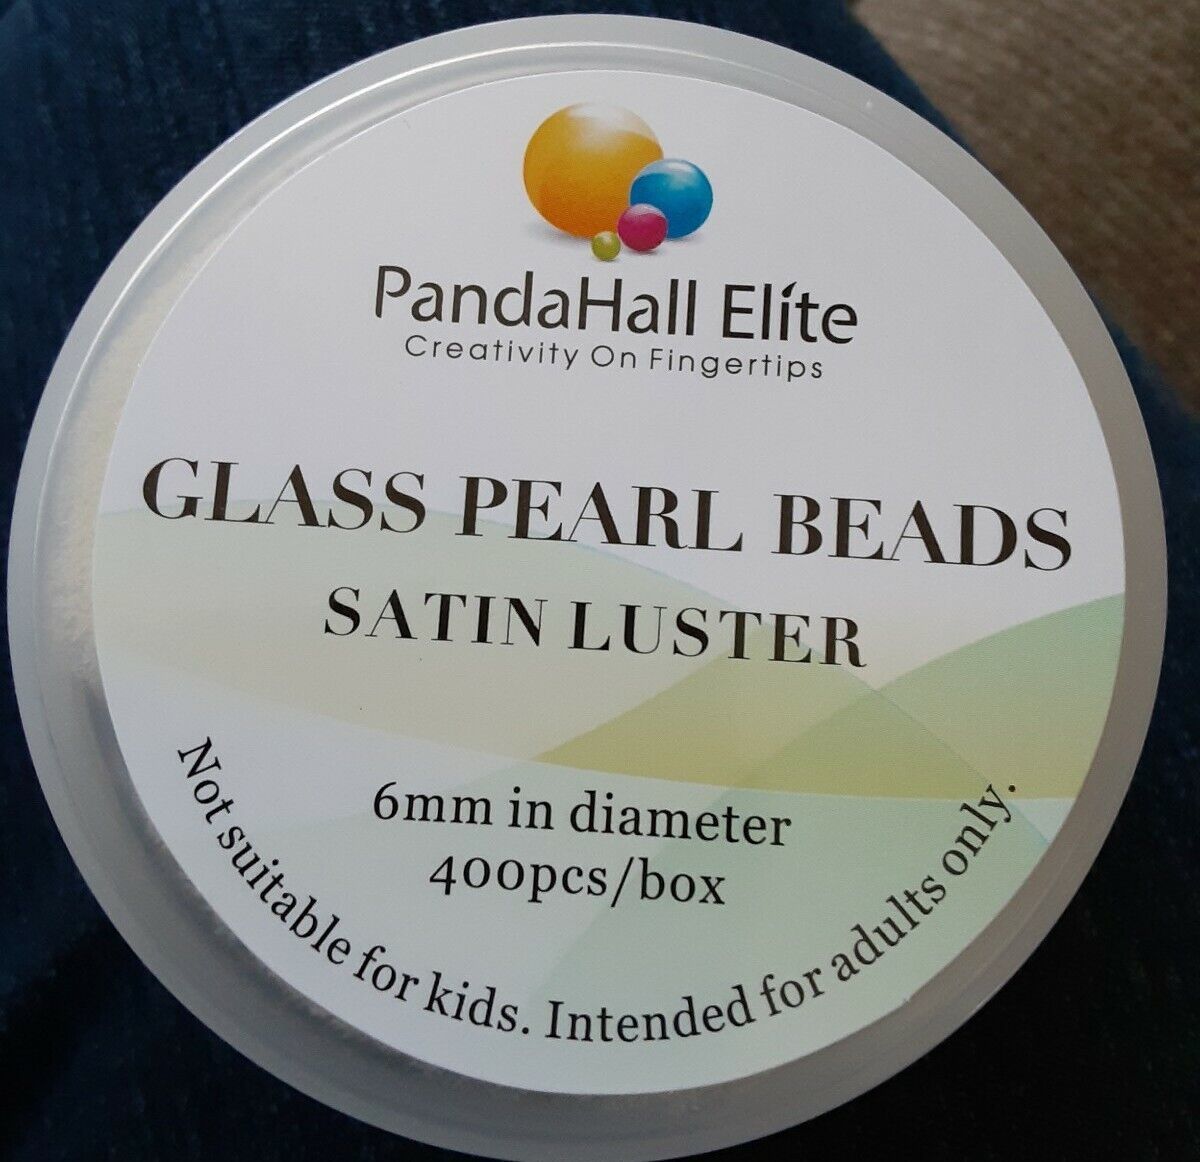 PandaHall Elite
Creativity On Fingertips
GLASS PEARL BEADS
SATIN LUSTER
6mm in diameter
400pcs/box
Not suitable for kids. Intended for adults only.